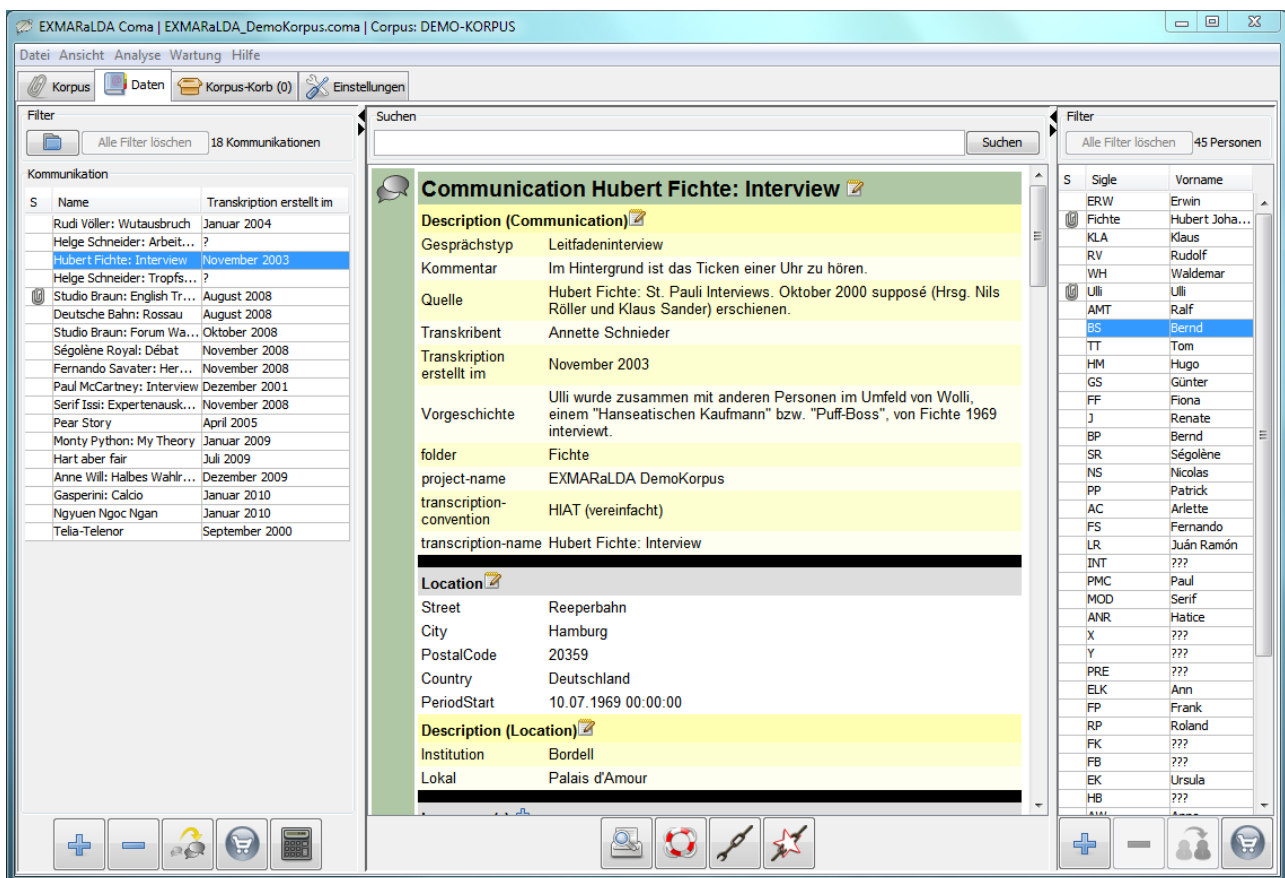 EXMARaLDA Coma | EXMARaLDA_DemoKorpus.coma | Corpus: DEMO-KORPUS
Datei Ansicht Analyse Wartung Hilfe
Korpus Daten Korpus-Korb (0) Einstellungen
Filter
Alle Filter löschen 18 Kommunikationen
Kommunikation
S Name Transkription erstellt im
Rudi Völler: Wutausbruch Januar 2004
Helge Schneider: Arbeit... ?
Hubert Fichte: Interview November 2003
Helge Schneider: Tropfs... ?
Studio Braun: English Tr... August 2008
Deutsche Bahn: Rossau August 2008
Studio Braun: Forum Wa... Oktober 2008
Ségolène Royal: Débat November 2008
Fernando Savater: Her... November 2008
Paul McCartney: Interview Dezember 2001
Serif Issi: Expertenausk... November 2008
Pear Story April 2005
Monty Python: My Theory Januar 2009
Hart aber fair Juli 2009
Anne Will: Halbes Wahlr... Dezember 2009
Gasperini: Calcio Januar 2010
Ngyuen Ngoc Ngan Januar 2010
Telia-Telenor September 2000
Suchen
Suchen
Communication Hubert Fichte: Interview
Description (Communication)
Gesprächstyp Leitfadeninterview
Kommentar Im Hintergrund ist das Ticken einer Uhr zu hören.
Quelle Hubert Fichte: St. Pauli Interviews. Oktober 2000 supposé (Hrsg. Nils
Röller und Klaus Sander) erschienen.
Transkribent Annette Schnieder
Transkription
erstellt im November 2003
Vorgeschichte Ulli wurde zusammen mit anderen Personen im Umfeld von Wolli,
einem "Hanseatischen Kaufmann" bzw. "Puff-Boss", von Fichte 1969
interviewt.
folder Fichte
project-name EXMARaLDA DemoKorpus
transcription-
convention HIAT (vereinfacht)
transcription-name Hubert Fichte: Interview
Location
Street Reeperbahn
City Hamburg
PostalCode 20359
Country Deutschland
PeriodStart 10.07.1969 00:00:00
Description (Location)
Institution Bordell
Lokal Palais d'Amour
Filter
Alle Filter löschen 45 Personen
S Sigle Vorname
ERW Erwin
Fichte Hubert Joha...
KLA Klaus
RV Rudolf
WH Waldemar
Ulli Ulli
AMT Ralf
BS Bernd
TT Tom
HM Hugo
GS Günter
FF Fiona
J Renate
BP Bernd
SR Ségolène
NS Nicolas
PP Patrick
AC Arlette
FS Fernando
LR Juán Ramón
INT ???
PMC Paul
MOD Serif
ANR Hatice
X ???
Y ???
PRE ???
ELK Ann
FP Frank
RP Roland
FK ???
FB ???
EK Ursula
HB ???